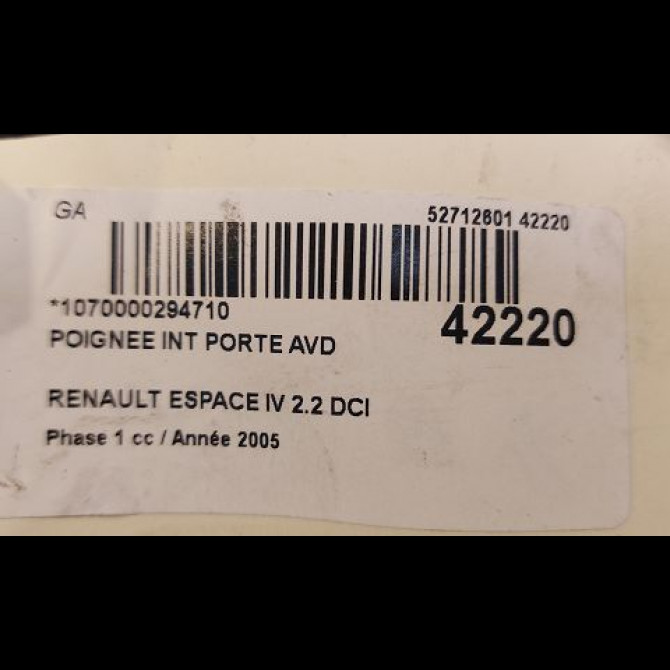 GA
52712601 42220
*1070000294710
42220
POIGNEE INT PORTE AVD
RENAULT ESPACE IV 2.2 DCI
Phase 1 cc / Année 2005